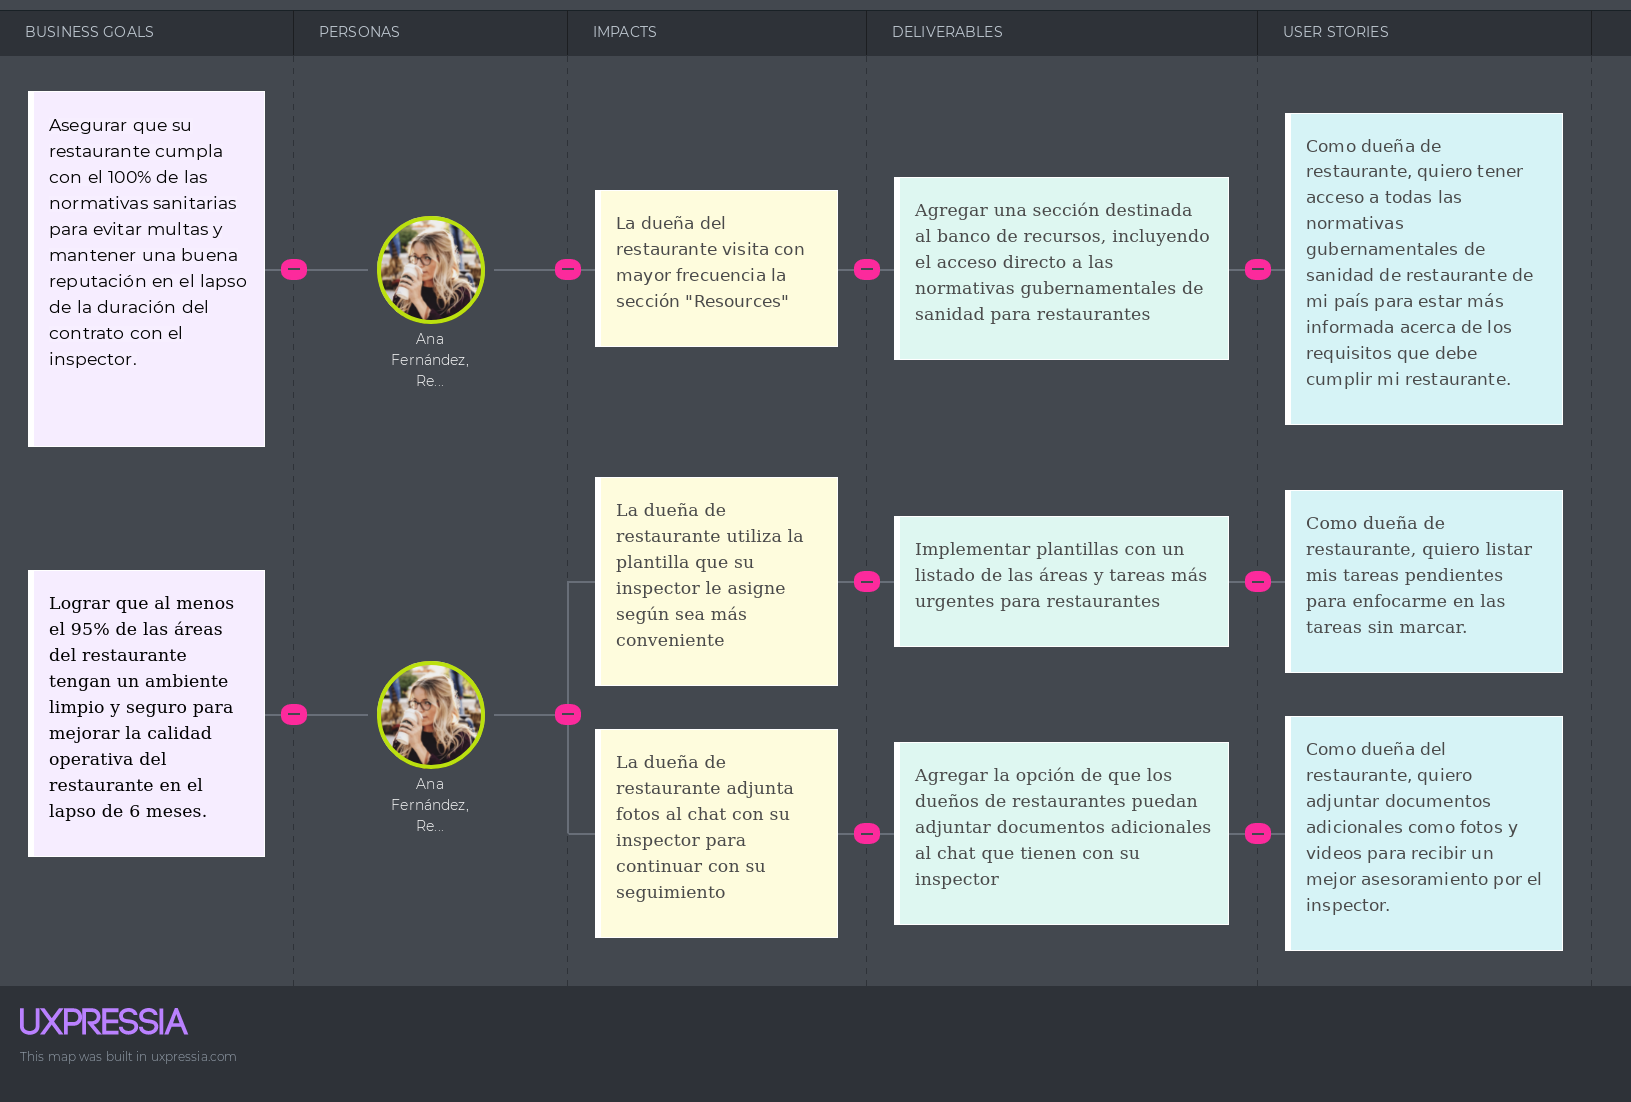 BUSINESS GOALS
PERSONAS
IMPACTS
DELIVERABLES
USER STORIES
Asegurar que su
restaurante cumpla
con el 100% de las
normativas sanitarias
para evitar multas y
mantener una buena
reputación en el lapso
de la duración del
contrato con el
inspector.
Ana
Fernández,
Re...
La dueña del
restaurante visita con
mayor frecuencia la
sección "Resources"
Agregar una sección destinada
al banco de recursos, incluyendo
el acceso directo a las
normativas gubernamentales de
sanidad para restaurantes
Como dueña de
restaurante, quiero tener
acceso a todas las
normativas
gubernamentales de
sanidad de restaurante de
mi país para estar más
informada acerca de los
requisitos que debe
cumplir mi restaurante.
Lograr que al menos
el 95% de las áreas
del restaurante
tengan un ambiente
limpio y seguro para
mejorar la calidad
operativa del
restaurante en el
lapso de 6 meses.
Ana
Fernández,
Re...
La dueña de
restaurante utiliza la
plantilla que su
inspector le asigne
según sea más
conveniente
Implementar plantillas con un
listado de las áreas y tareas más
urgentes para restaurantes
Como dueña de
restaurante, quiero listar
mis tareas pendientes
para enfocarme en las
tareas sin marcar.
La dueña de
restaurante adjunta
fotos al chat con su
inspector para
continuar con su
seguimiento
Agregar la opción de que los
dueños de restaurantes puedan
adjuntar documentos adicionales
al chat que tienen con su
inspector
Como dueña del
restaurante, quiero
adjuntar documentos
adicionales como fotos y
videos para recibir un
mejor asesoramiento por el
inspector.
UXPRESSIA
This map was built in uxpressia.com